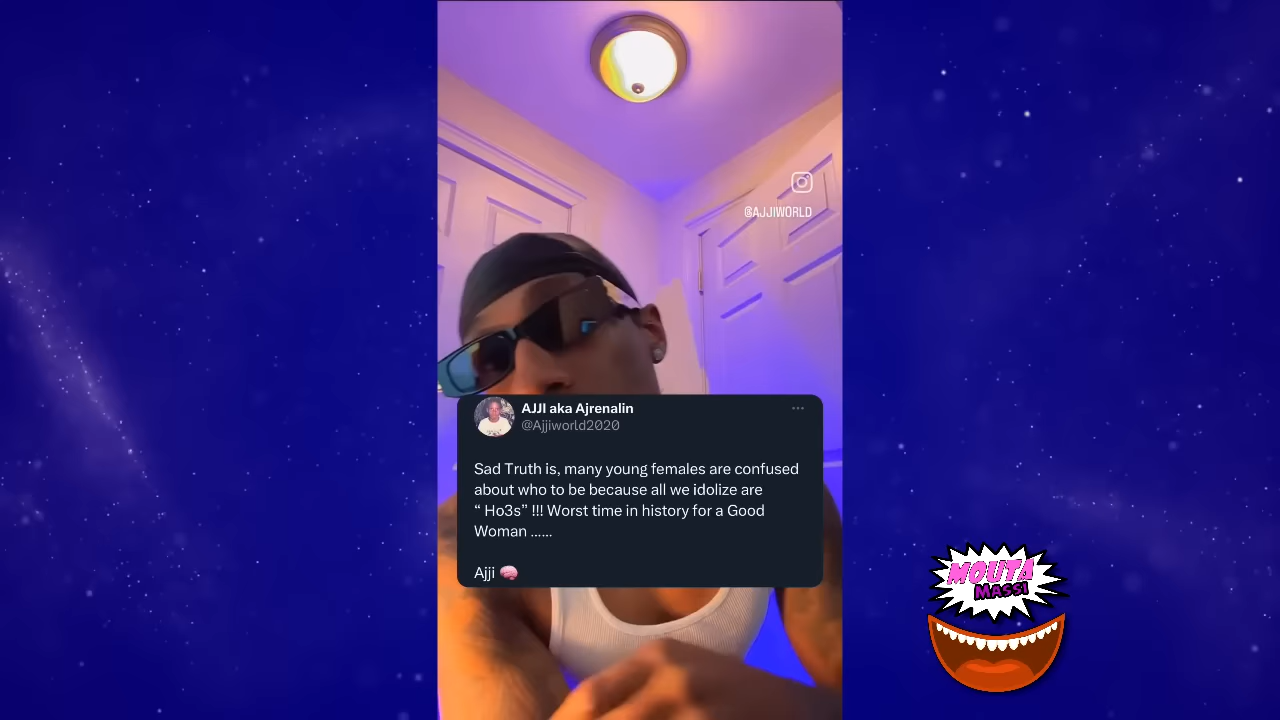 @AJJIWORLD
AJJI aka Ajrenalin
@Ajjiworld2020
Sad Truth is, many young females are confused
about who to be because all we idolize are
“ Ho3s” !!! Worst time in history for a Good
Woman ......
Ajji 🧠
MOUTA
MASSI